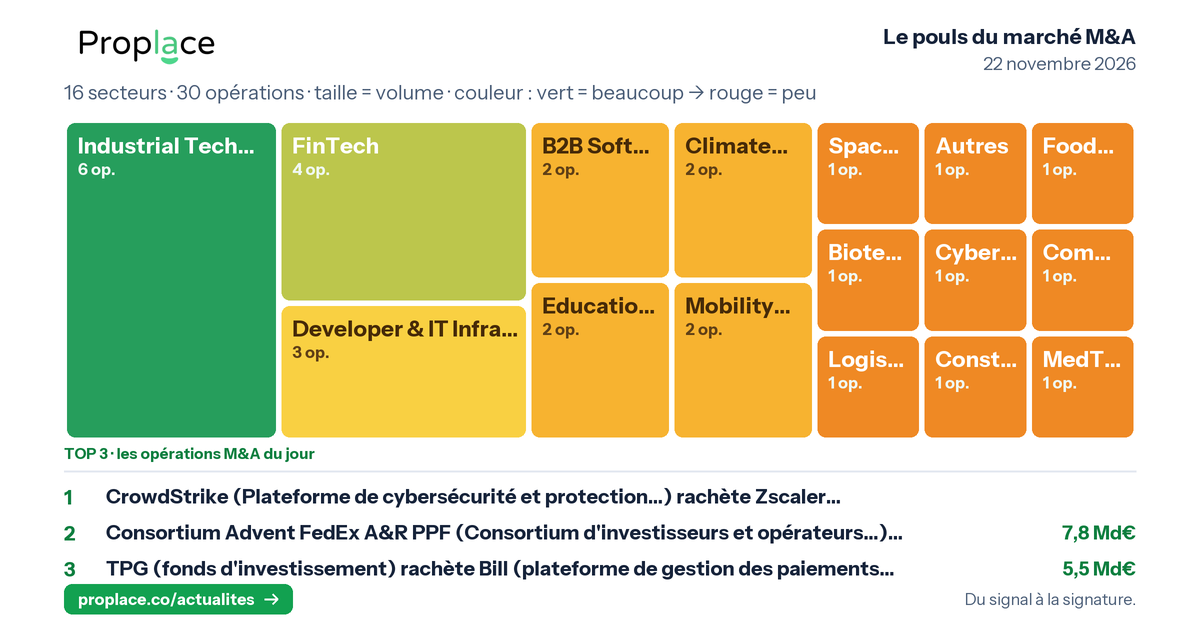 Proplace
Le pouls du marché M&A
22 novembre 2026
16 secteurs · 30 opérations · taille = volume · couleur : vert = beaucoup → rouge = peu
Industrial Tech...
6 op.
FinTech
4 op.
Developer & IT Infra...
3 op.
B2B Soft...
2 op.
Climate...
2 op.
Educatio...
2 op.
Mobility...
2 op.
Spac...
1 op.
Autres
1 op.
Food...
1 op.
Biote...
1 op.
Cyber...
1 op.
Com...
1 op.
Logis...
1 op.
Const...
1 op.
MedT...
1 op.
TOP 3 · les opérations M&A du jour
1 CrowdStrike (Plateforme de cybersécurité et protection...) rachète Zscaler...
2 Consortium Advent FedEx A&R PPF (Consortium d'investisseurs et opérateurs...)... 7,8 Md€
3 TPG (fonds d'investissement) rachète Bill (plateforme de gestion des paiements... 5,5 Md€
proplace.co/actualites →
Du signal à la signature.